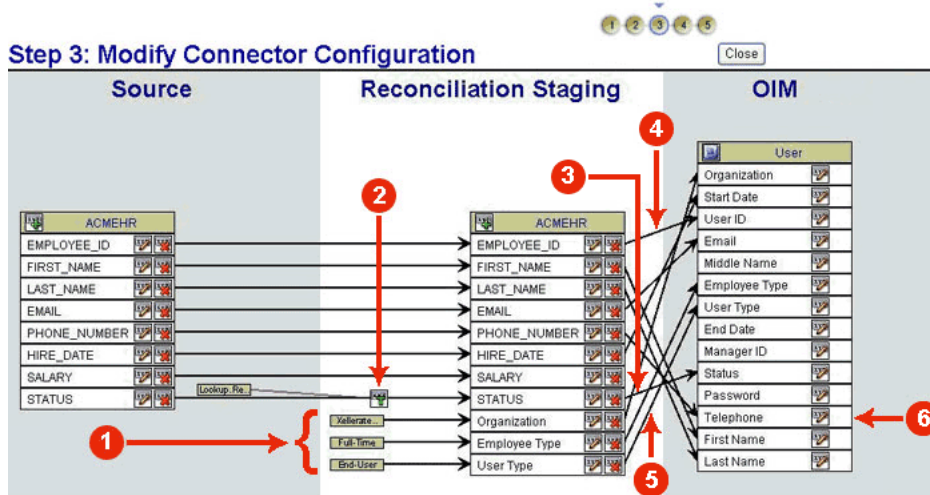 1 2 3 4 5
Step 3: Modify Connector Configuration
Close
Source
Reconciliation Staging
OIM
ACMEHR
EMPLOYEE_ID
FIRST_NAME
LAST_NAME
EMAIL
PHONE_NUMBER
HIRE_DATE
SALARY
STATUS
Lookup.Re..
1
2
Xellerate..
Full-Time
End-User
ACMEHR
EMPLOYEE_ID
FIRST_NAME
LAST_NAME
EMAIL
PHONE_NUMBER
HIRE_DATE
SALARY
STATUS
Organization
Employee Type
User Type
3
4
5
User
Organization
Start Date
User ID
Email
Middle Name
Employee Type
User Type
End Date
Manager ID
Status
Password
Telephone
First Name
Last Name
6